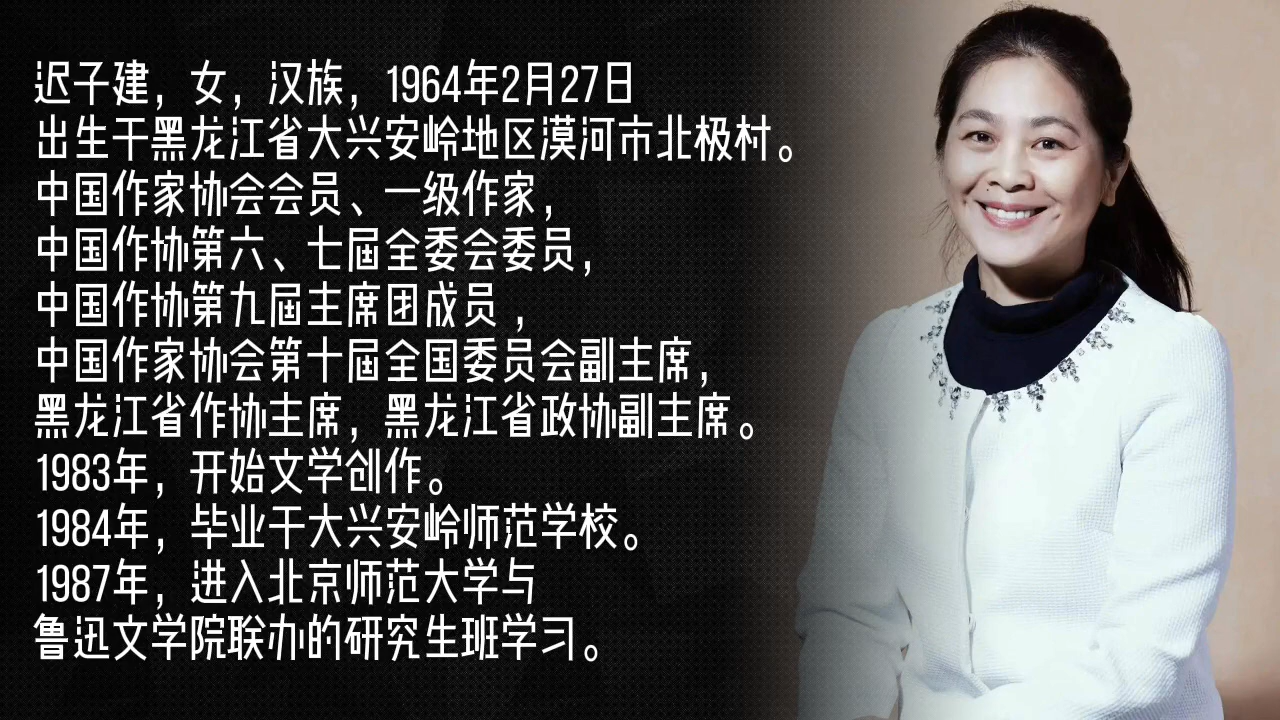 迟子建，女，汉族，1964年2月27日
出生于黑龙江省大兴安岭地区漠河市北极村。
中国作家协会会员、一级作家，
中国作协第六、七届全委会委员，
中国作协第九届主席团成员，
中国作家协会第十届全国委员会副主席，
黑龙江省作协主席，黑龙江省政协副主席。
1983年，开始文学创作。
1984年，毕业于大兴安岭师范学校。
1987年，进入北京师范大学与
鲁迅文学院联办的研究生班学习。